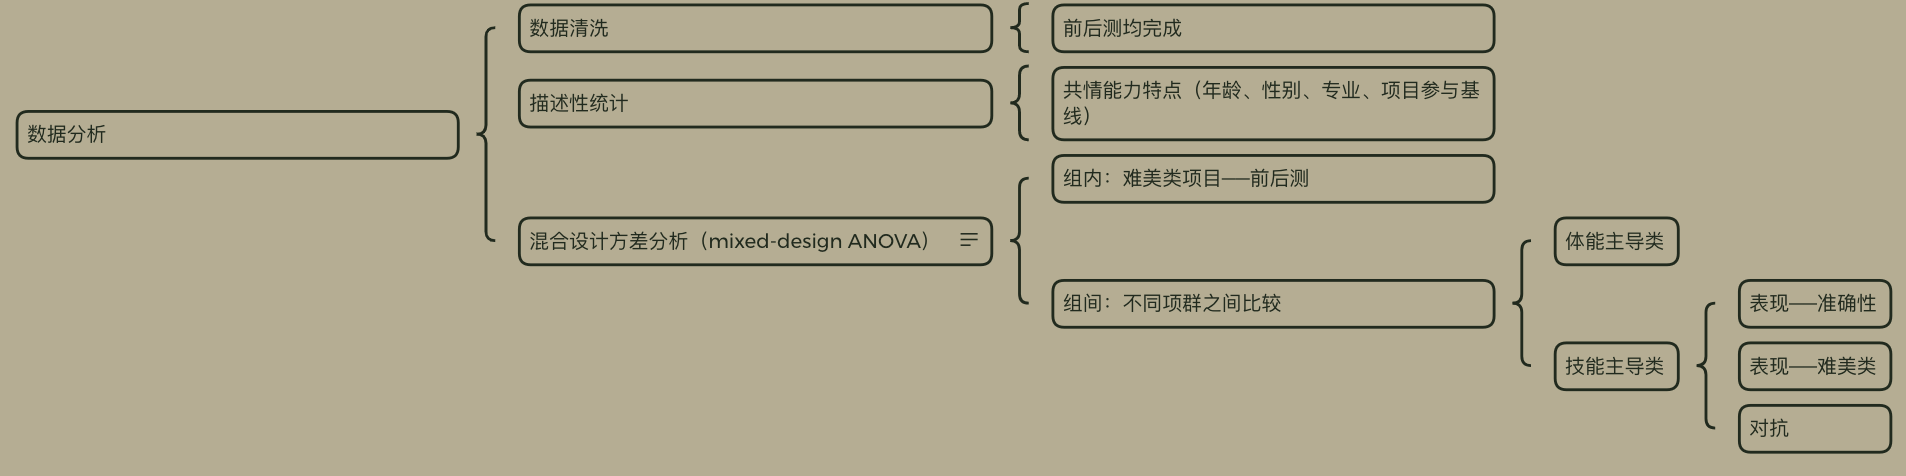 数据分析
数据清洗
前后测均完成
描述性统计
共情能力特点（年龄、性别、专业、项目参与基
线）
混合设计方差分析（mixed-design ANOVA）
组内：难美类项目——前后测
组间：不同项群之间比较
体能主导类
技能主导类
表现——准确性
表现——难美类
对抗